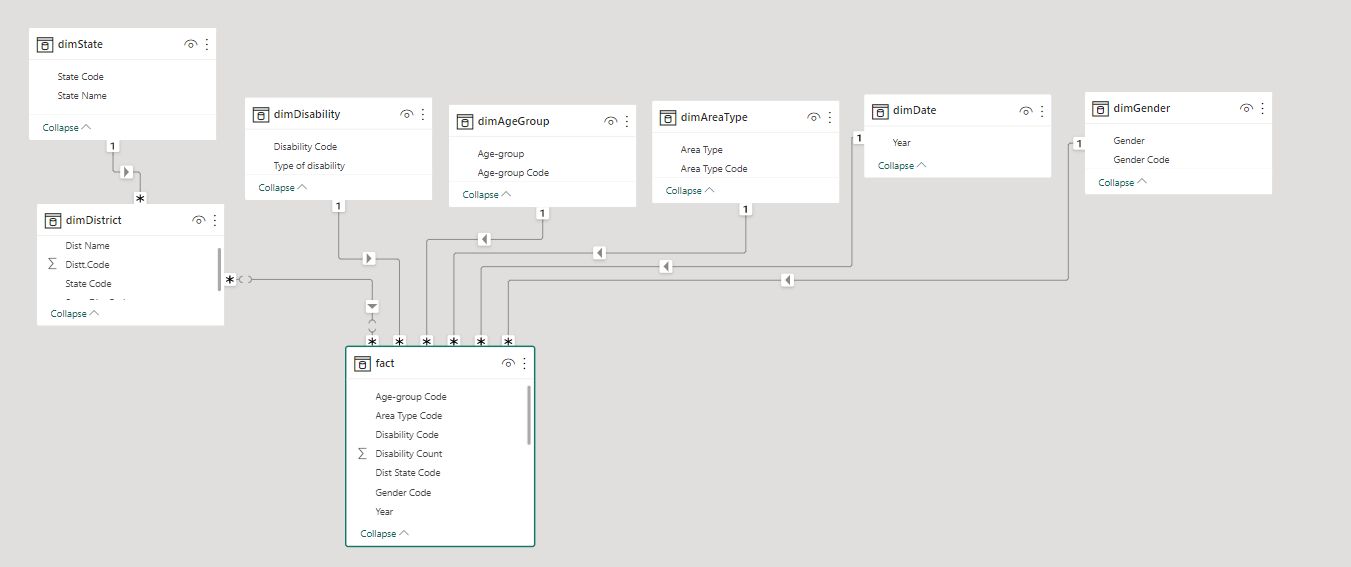 dimState
State Code
State Name
Collapse
1
*
dimDistrict
Dist Name
Distt.Code
State Code
Collapse
*
dimDisability
Disability Code
Type of disability
Collapse
1
dimAgeGroup
Age-group
Age-group Code
Collapse
1
dimAreaType
Area Type
Area Type Code
Collapse
1
dimDate
Year
Collapse
1
dimGender
Gender
Gender Code
Collapse
1
* * * * * *
fact
Age-group Code
Area Type Code
Disability Code
∑ Disability Count
Dist State Code
Gender Code
Year
Collapse